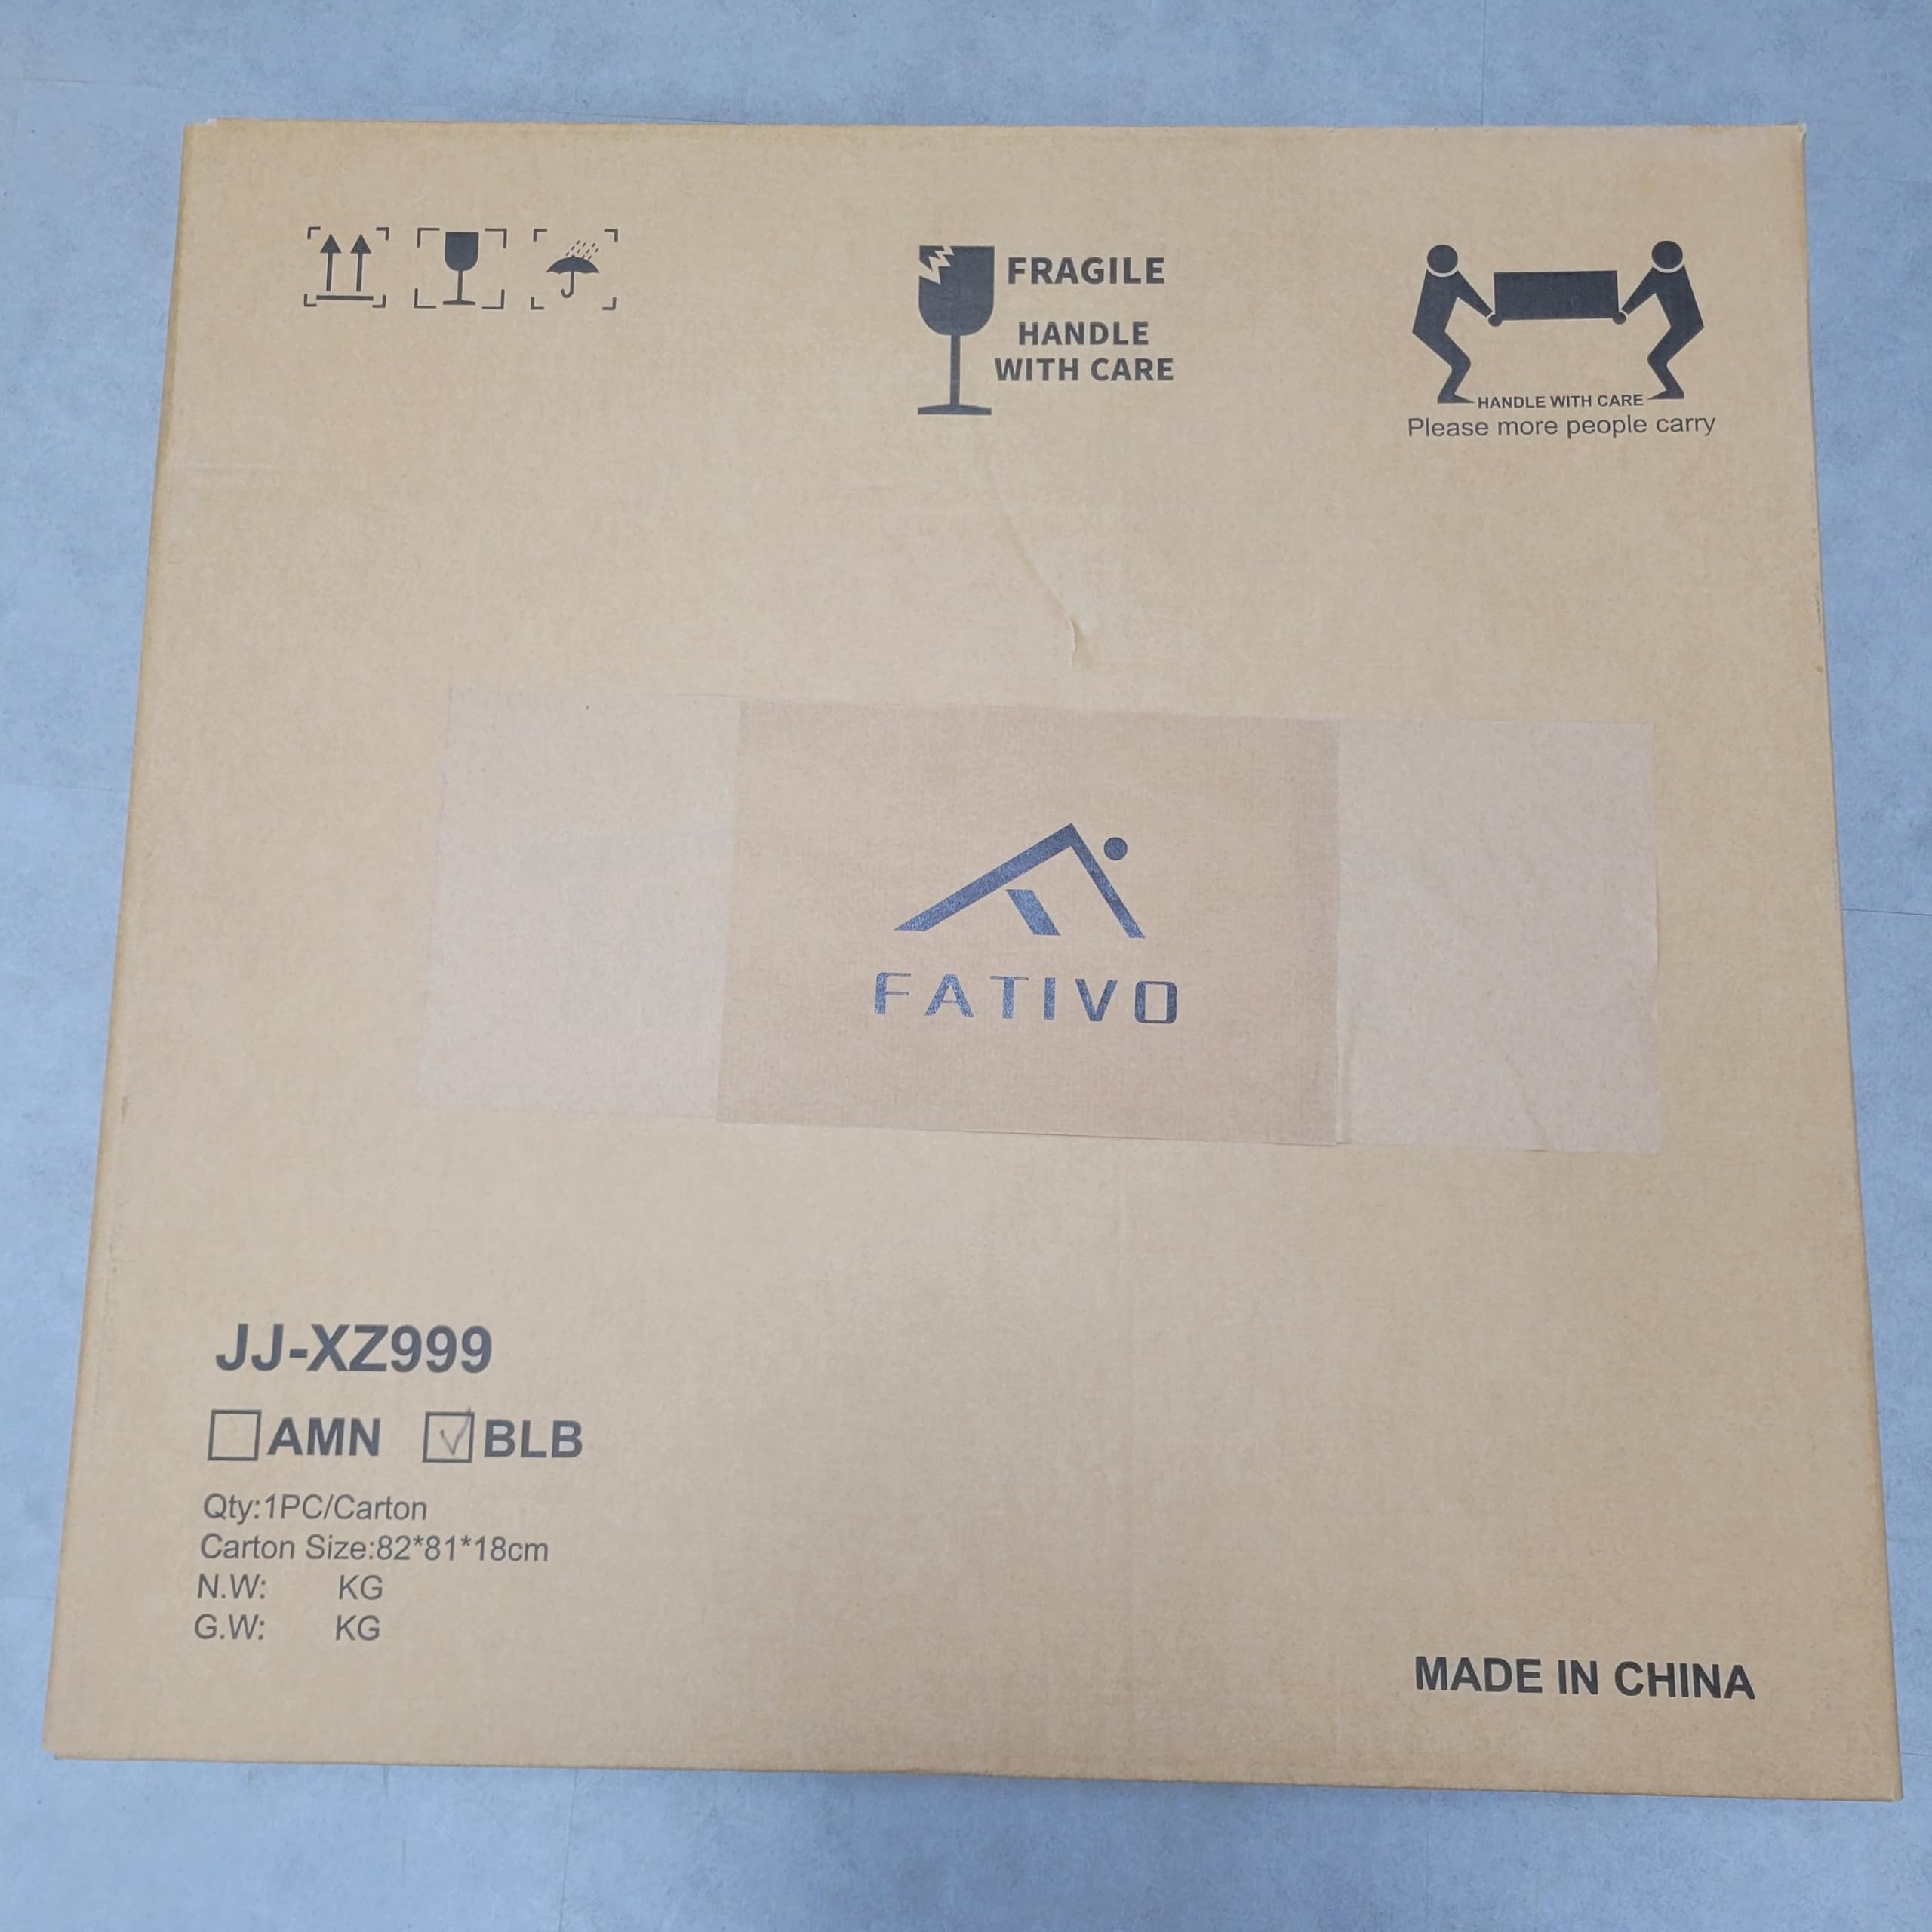 FRAGILE
HANDLE
WITH CARE
HANDLE WITH CARE
Please more people carry
FATIVO
JJ-XZ999
AMN BLB
Qty:1PC/Carton
Carton Size:82*81*18cm
N.W: KG
G.W: KG
MADE IN CHINA